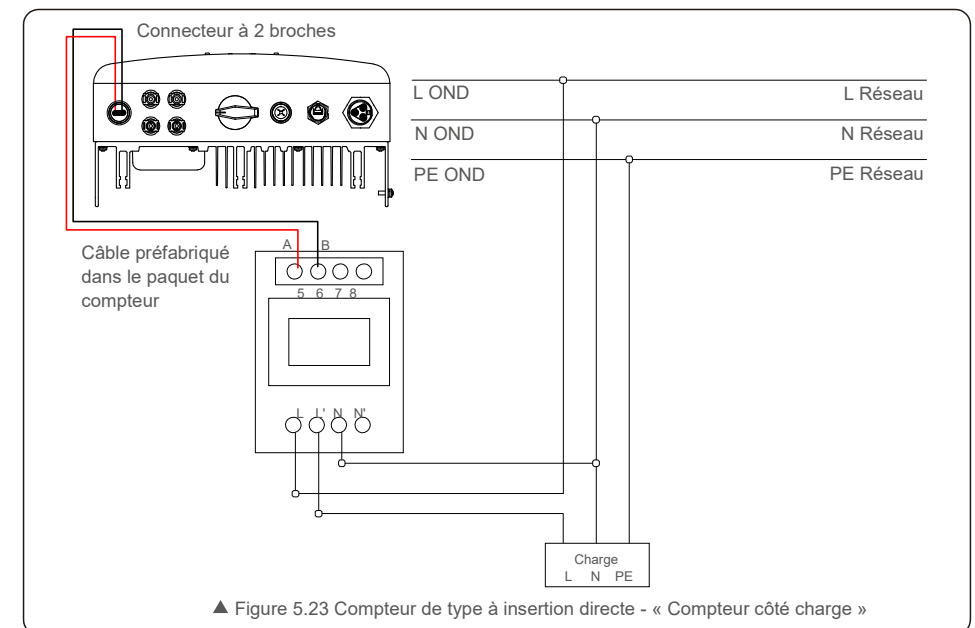 Connecteur à 2 broches
L OND
L Réseau
N OND
N Réseau
PE OND
PE Réseau
Câble préfabriqué
dans le paquet du
compteur
A B
5 6 7 8
L L' N N'
Charge
L N PE
▲ Figure 5.23 Compteur de type à insertion directe - « Compteur côté charge »